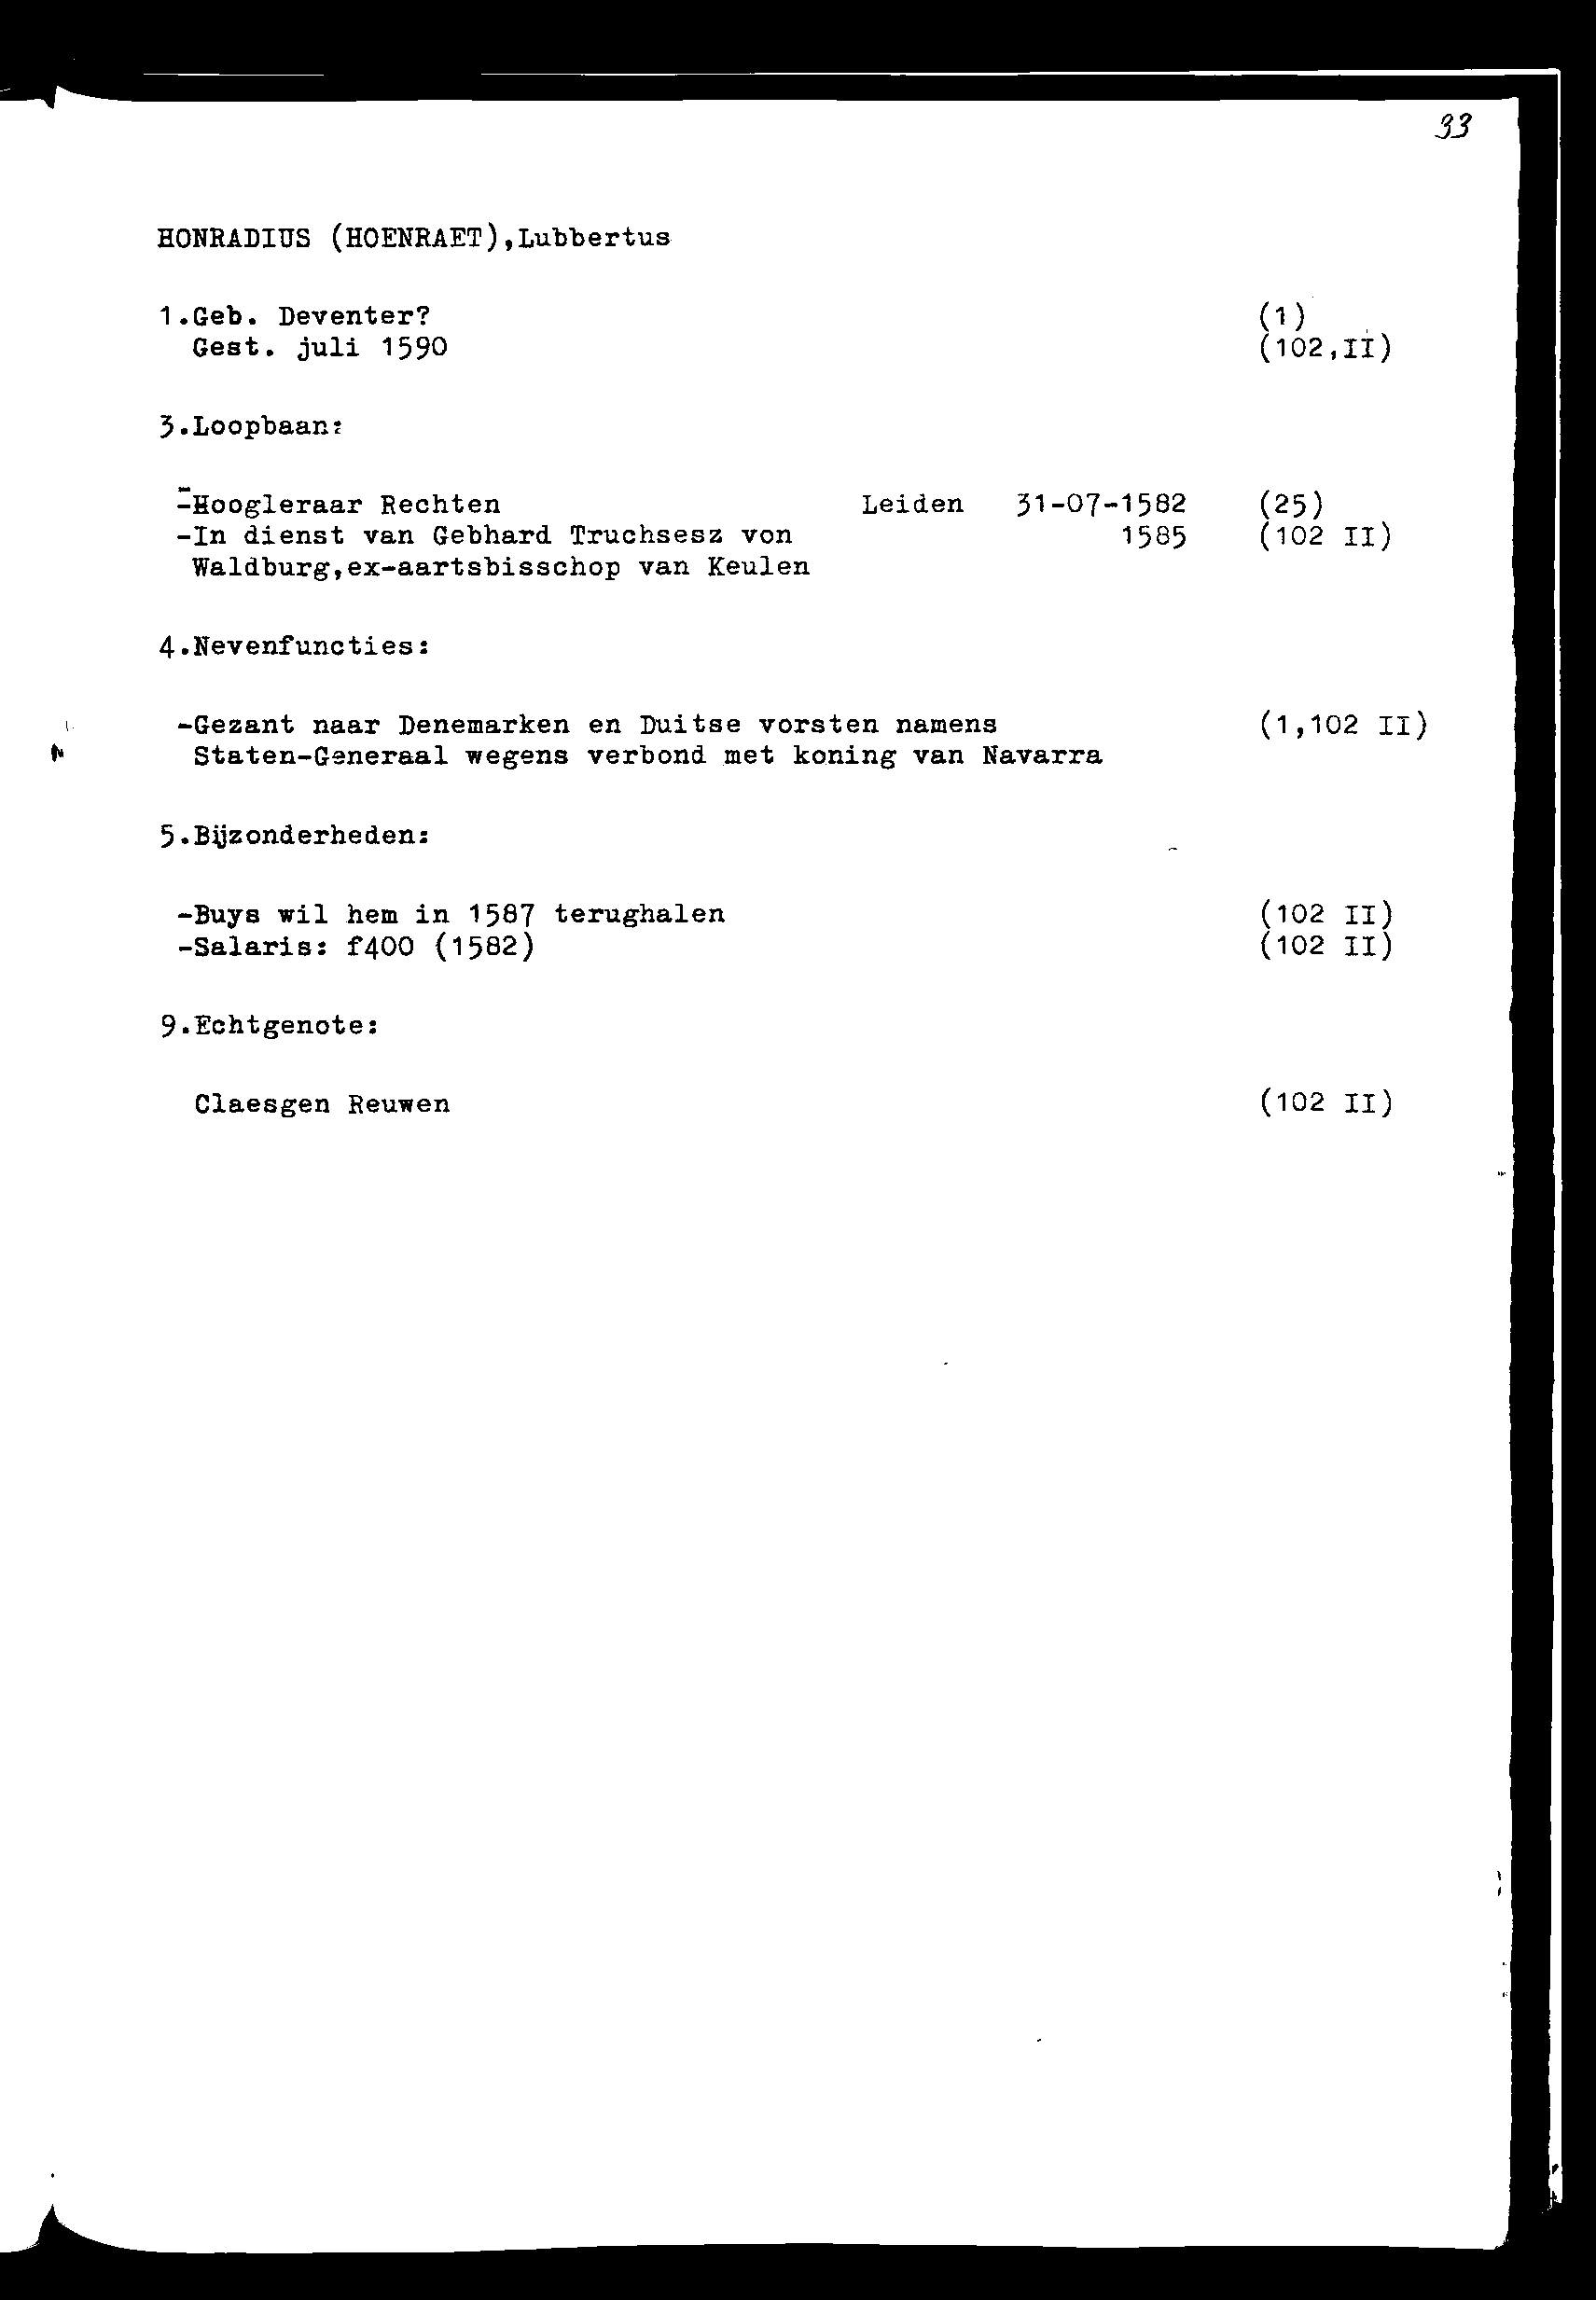 33
HONRADIUS (HOENRAET),Lubbertus
1.Geb. Deventer? (1)
Gest. juli 1590 (102,II)
3.Loopbaan:
-Hoogleraar Rechten Leiden 31-07-1582 (25)
-In dienst van Gebhard Truchsesz von 1585 (102 II)
Waldburg,ex-aartsbisschop van Keulen
4.Nevenfuncties:
-Gezant naar Denemarken en Duitse vorsten namens (1,102 II)
Staten-Generaal wegens verbond met koning van Navarra
5.Bijzonderheden:
-Buys wil hem in 1587 terughalen (102 II)
-Salaris: f400 (1582) (102 II)
9.Echtgenote:
Claesgen Reuwen (102 II)